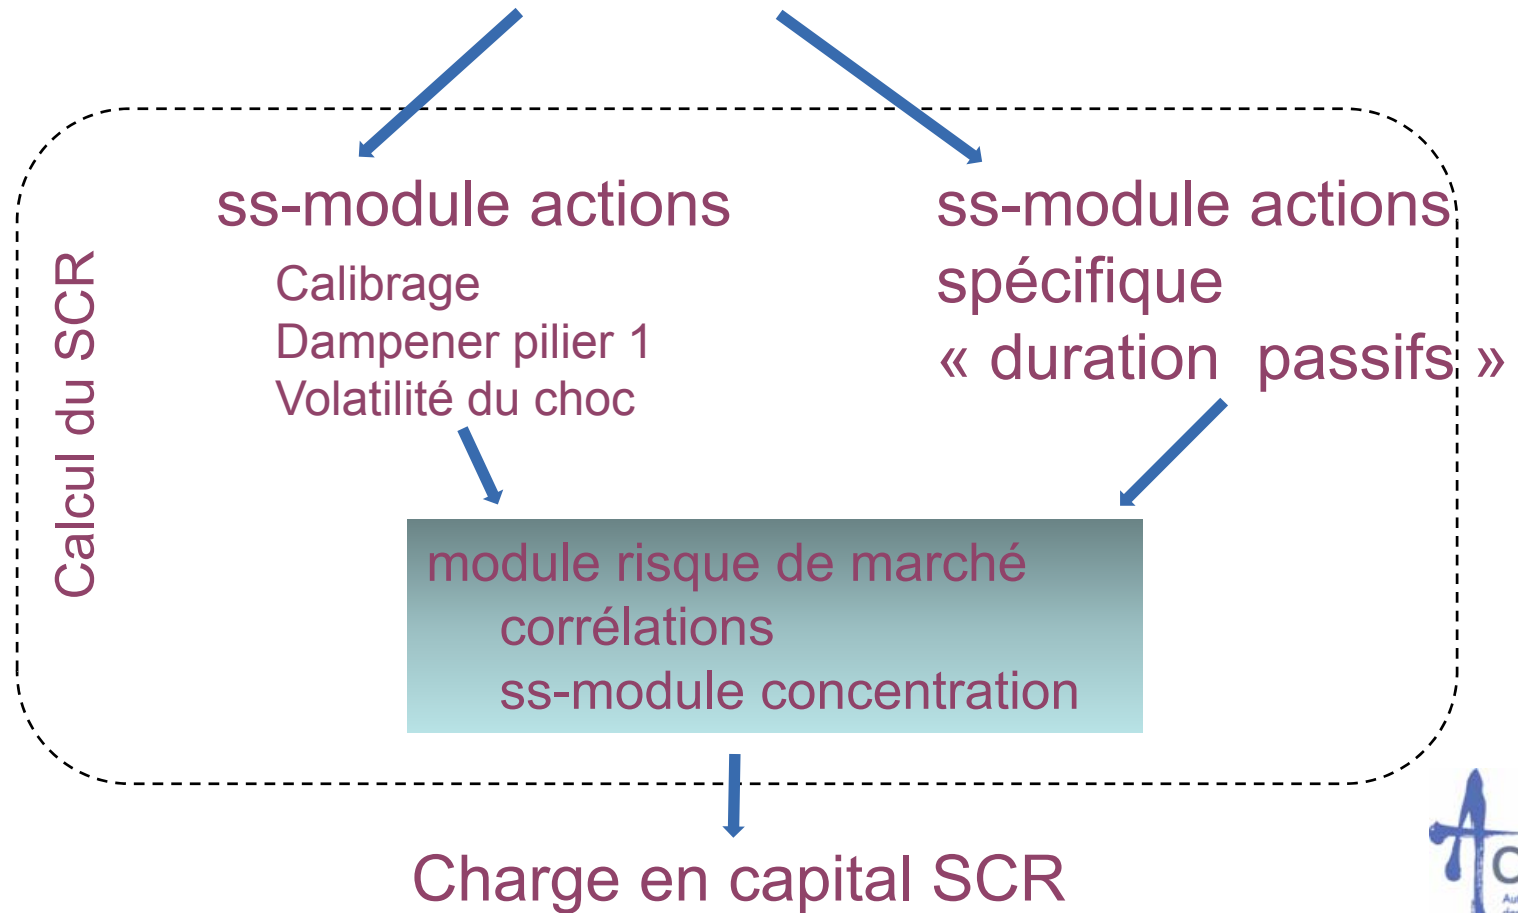 ss-module actions
Calibrage
Dampener pilier 1
Volatilité du choc
ss-module actions
spécifique
« duration passifs »
Calcul du SCR
module risque de marché
corrélations
ss-module concentration
Charge en capital SCR